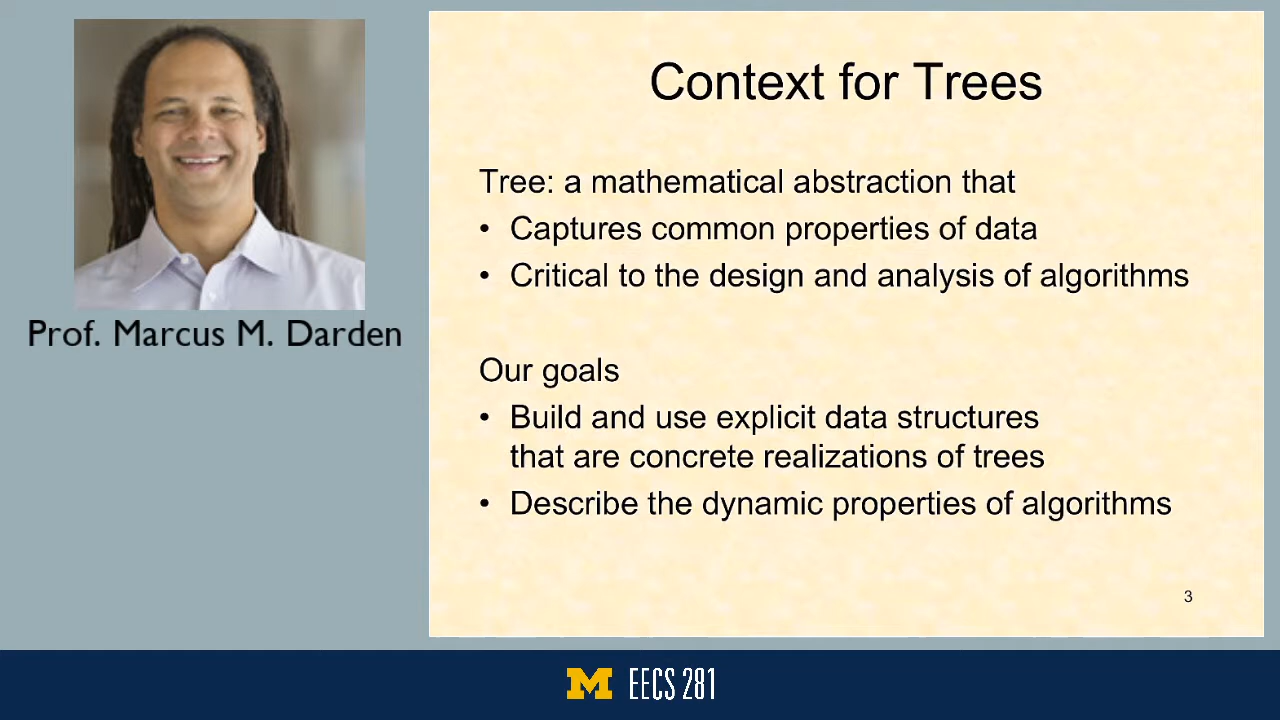 Context for Trees
Tree: a mathematical abstraction that
• Captures common properties of data
• Critical to the design and analysis of algorithms
Prof. Marcus M. Darden
Our goals
• Build and use explicit data structures
that are concrete realizations of trees
• Describe the dynamic properties of algorithms
3
M EECS 281